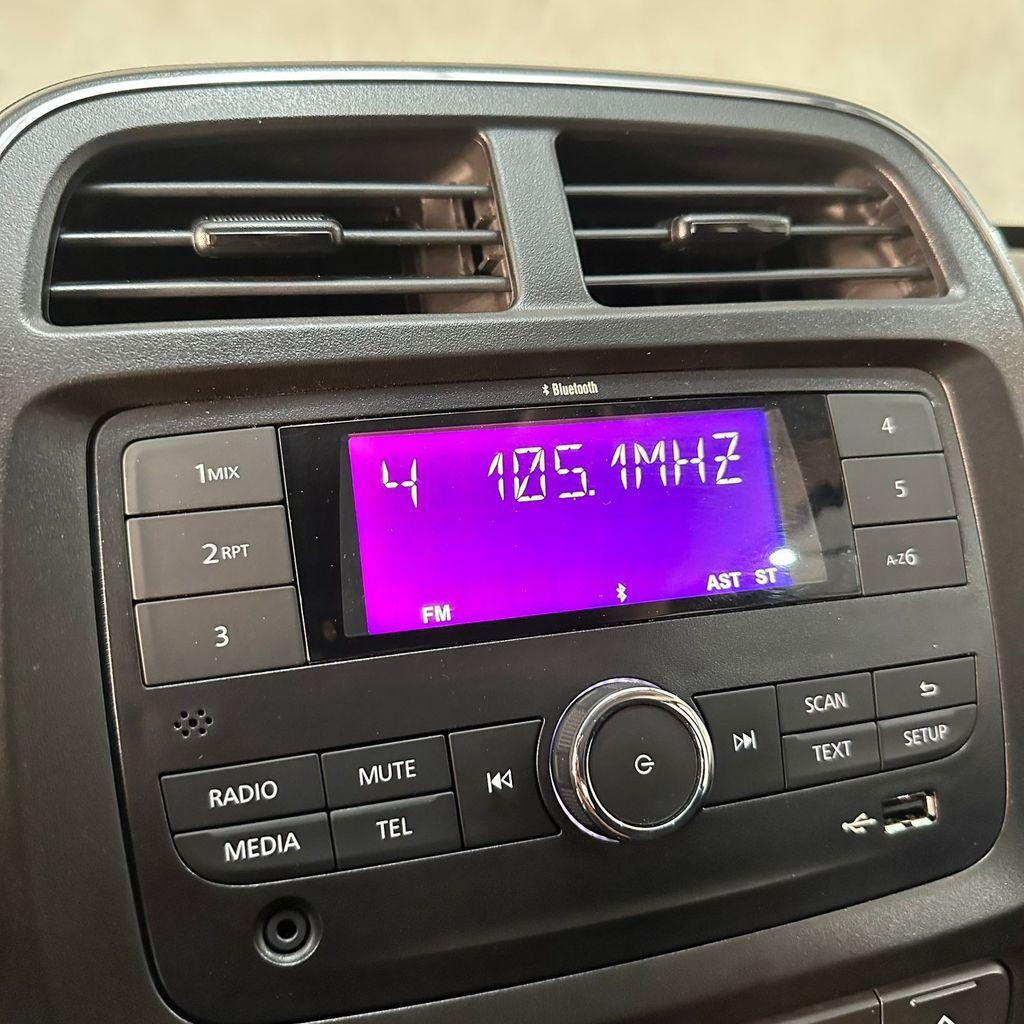 Bluetooth
1MIX
4 105.1MHZ
4
2RPT
5
3
FM AST ST
A-Z6
RADIO
MUTE
SCAN
MEDIA
TEL
TEXT
SETUP